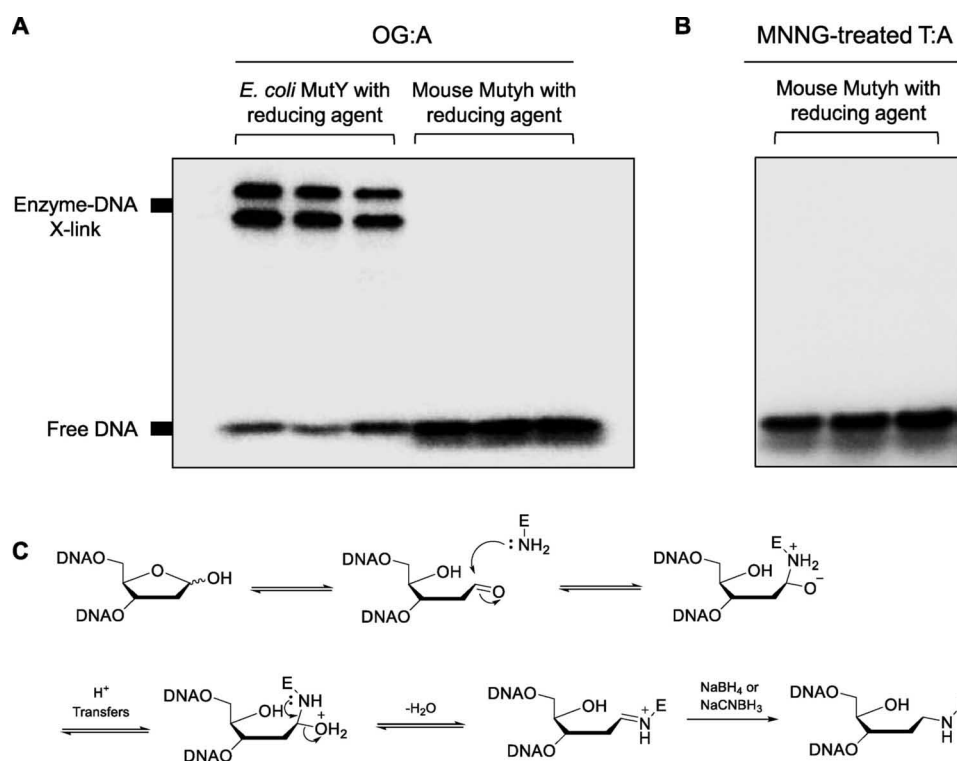 A
OG:A
E. coli MutY with
reducing agent
Mouse Mutyh with
reducing agent
Enzyme-DNA
X-link
Free DNA
B
MNNG-treated T:A
Mouse Mutyh with
reducing agent
C
DNAO
O
OH
DNAO
DNAO
OH
O
DNAO
E
:NH2
DNAO
OH
E
+
NH2
O−
DNAO
H+
Transfers
DNAO
OH
E
NH
+
OH2
DNAO
-H2O
DNAO
OH
+
N
H
E
DNAO
NaBH4 or
NaCNBH3
DNAO
OH
N
H
DNAO